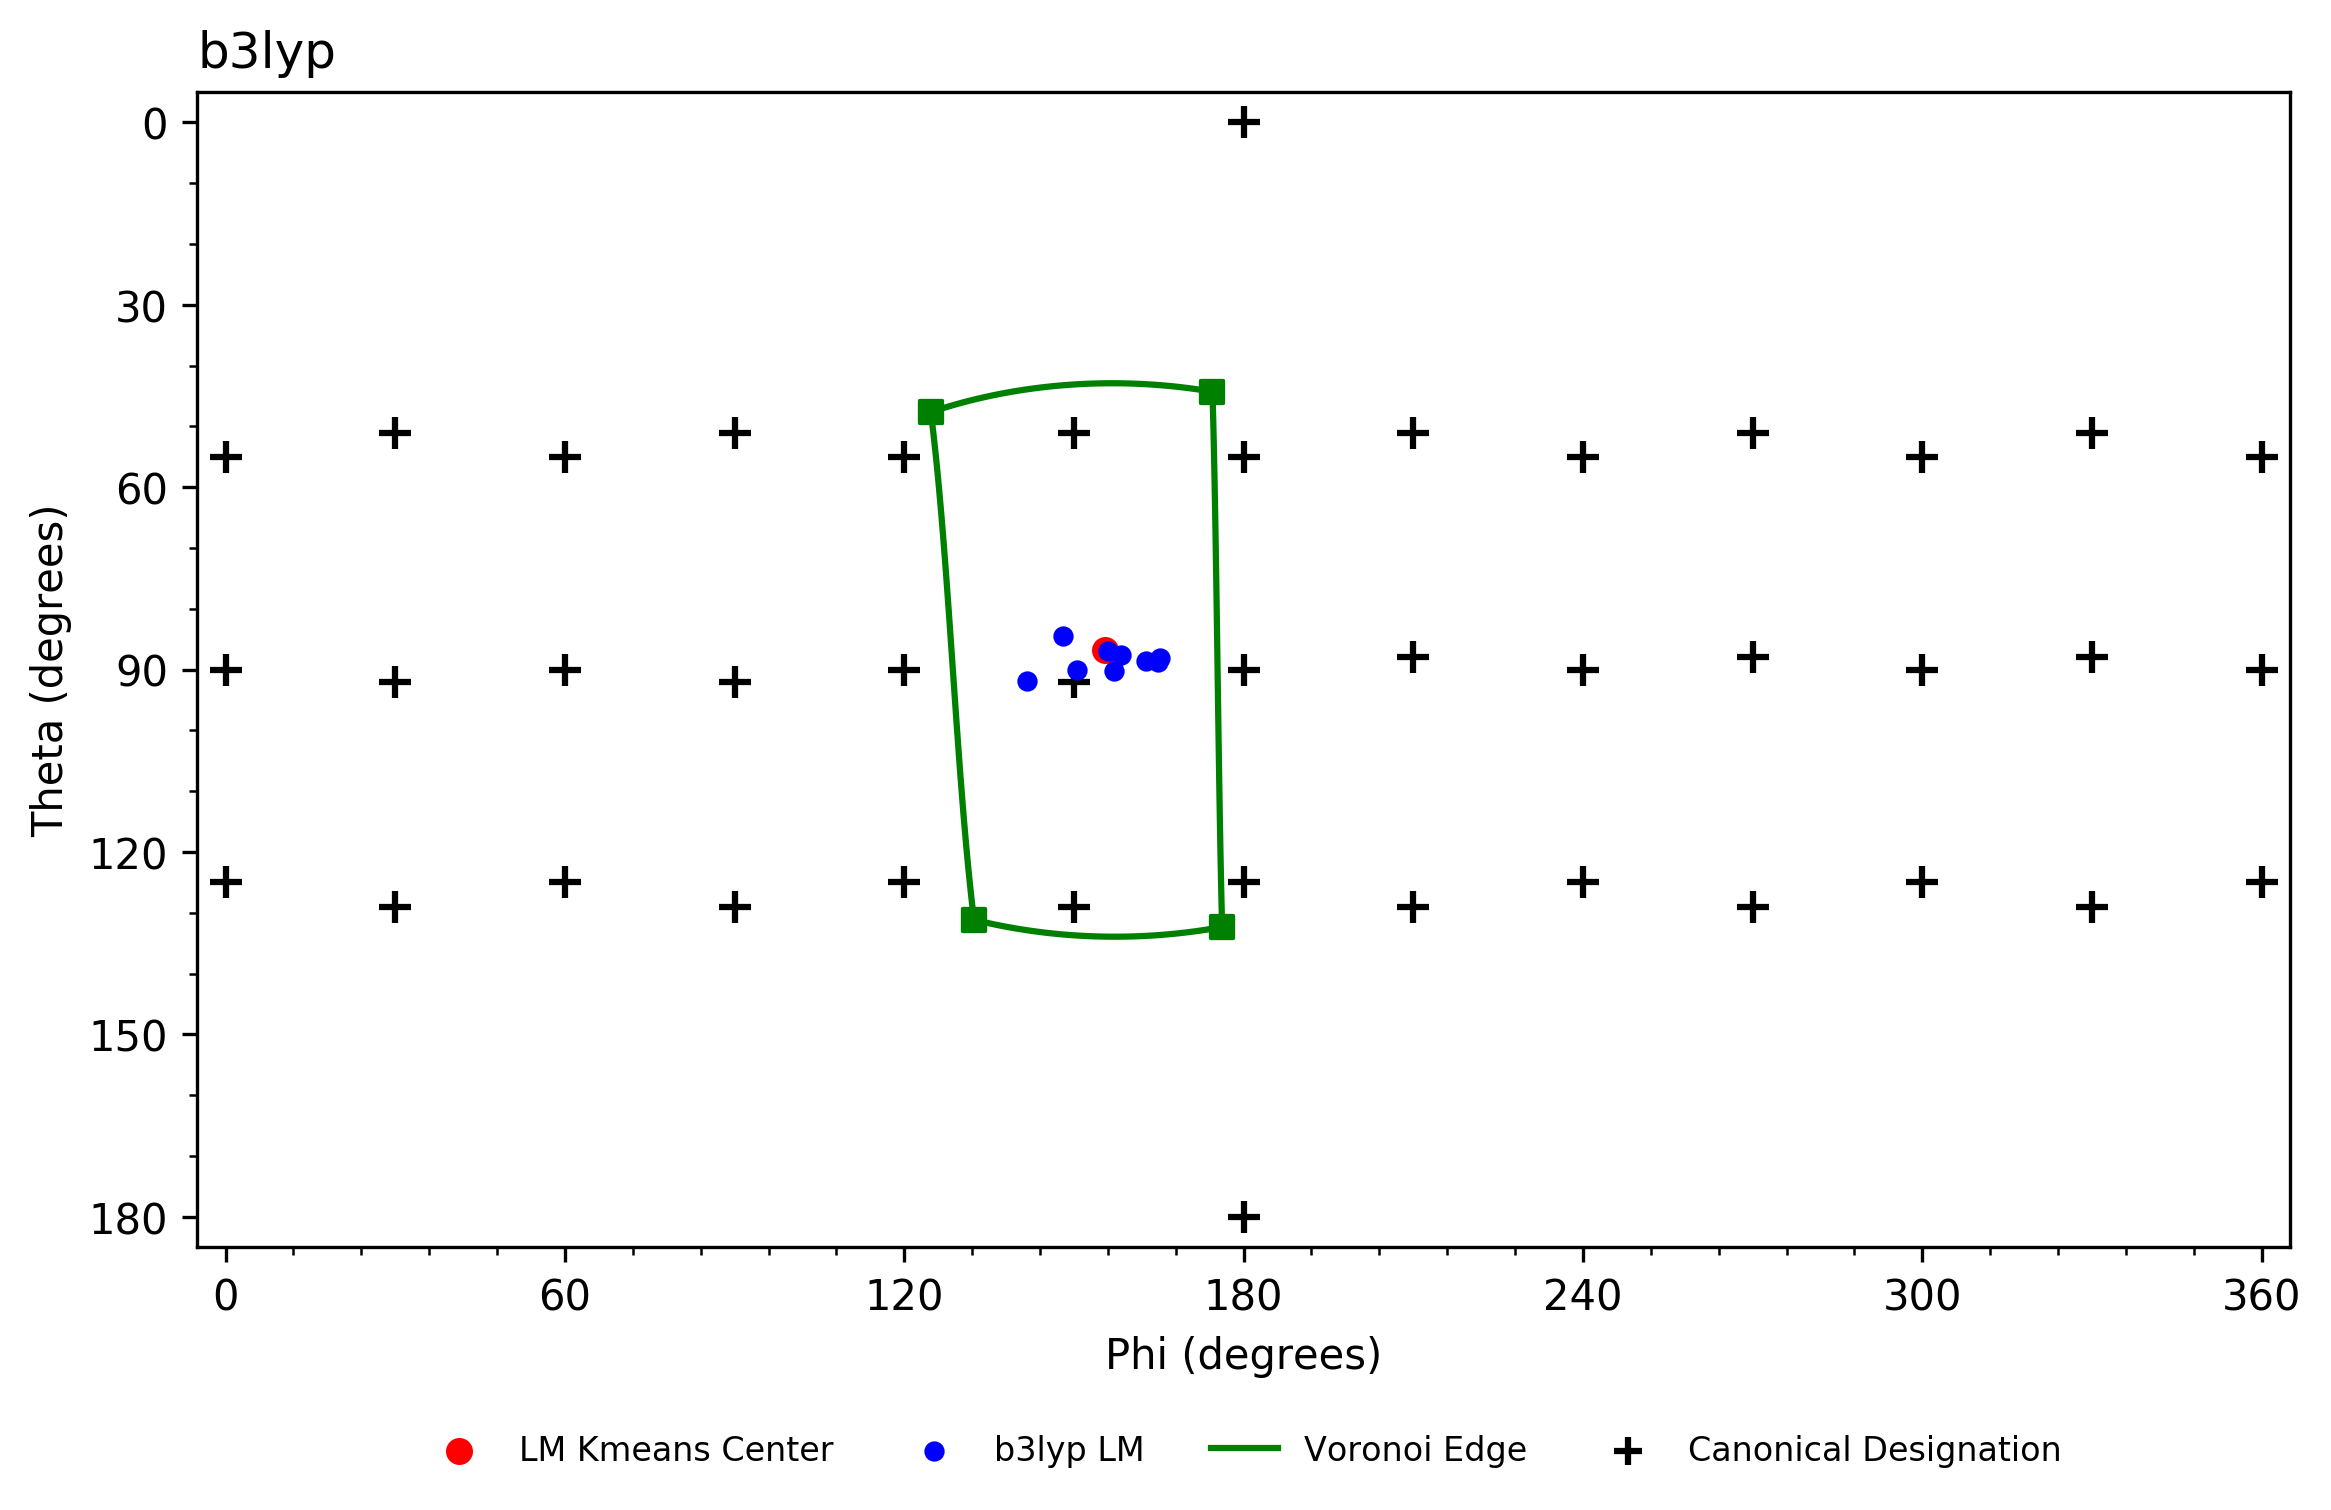 b3lyp
0
30
60
90
120
150
180
Theta (degrees)
0 60 120 180 240 300 360
Phi (degrees)
LM Kmeans Center b3lyp LM Voronoi Edge Canonical Designation